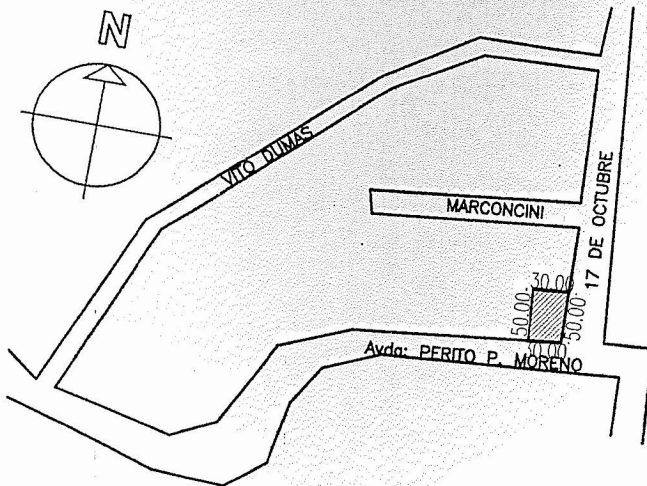 N
VITO DUMAS
MARCONCINI
17 DE OCTUBRE
30.00
50.00
50.00
30.00
Avda: PERITO P. MORENO